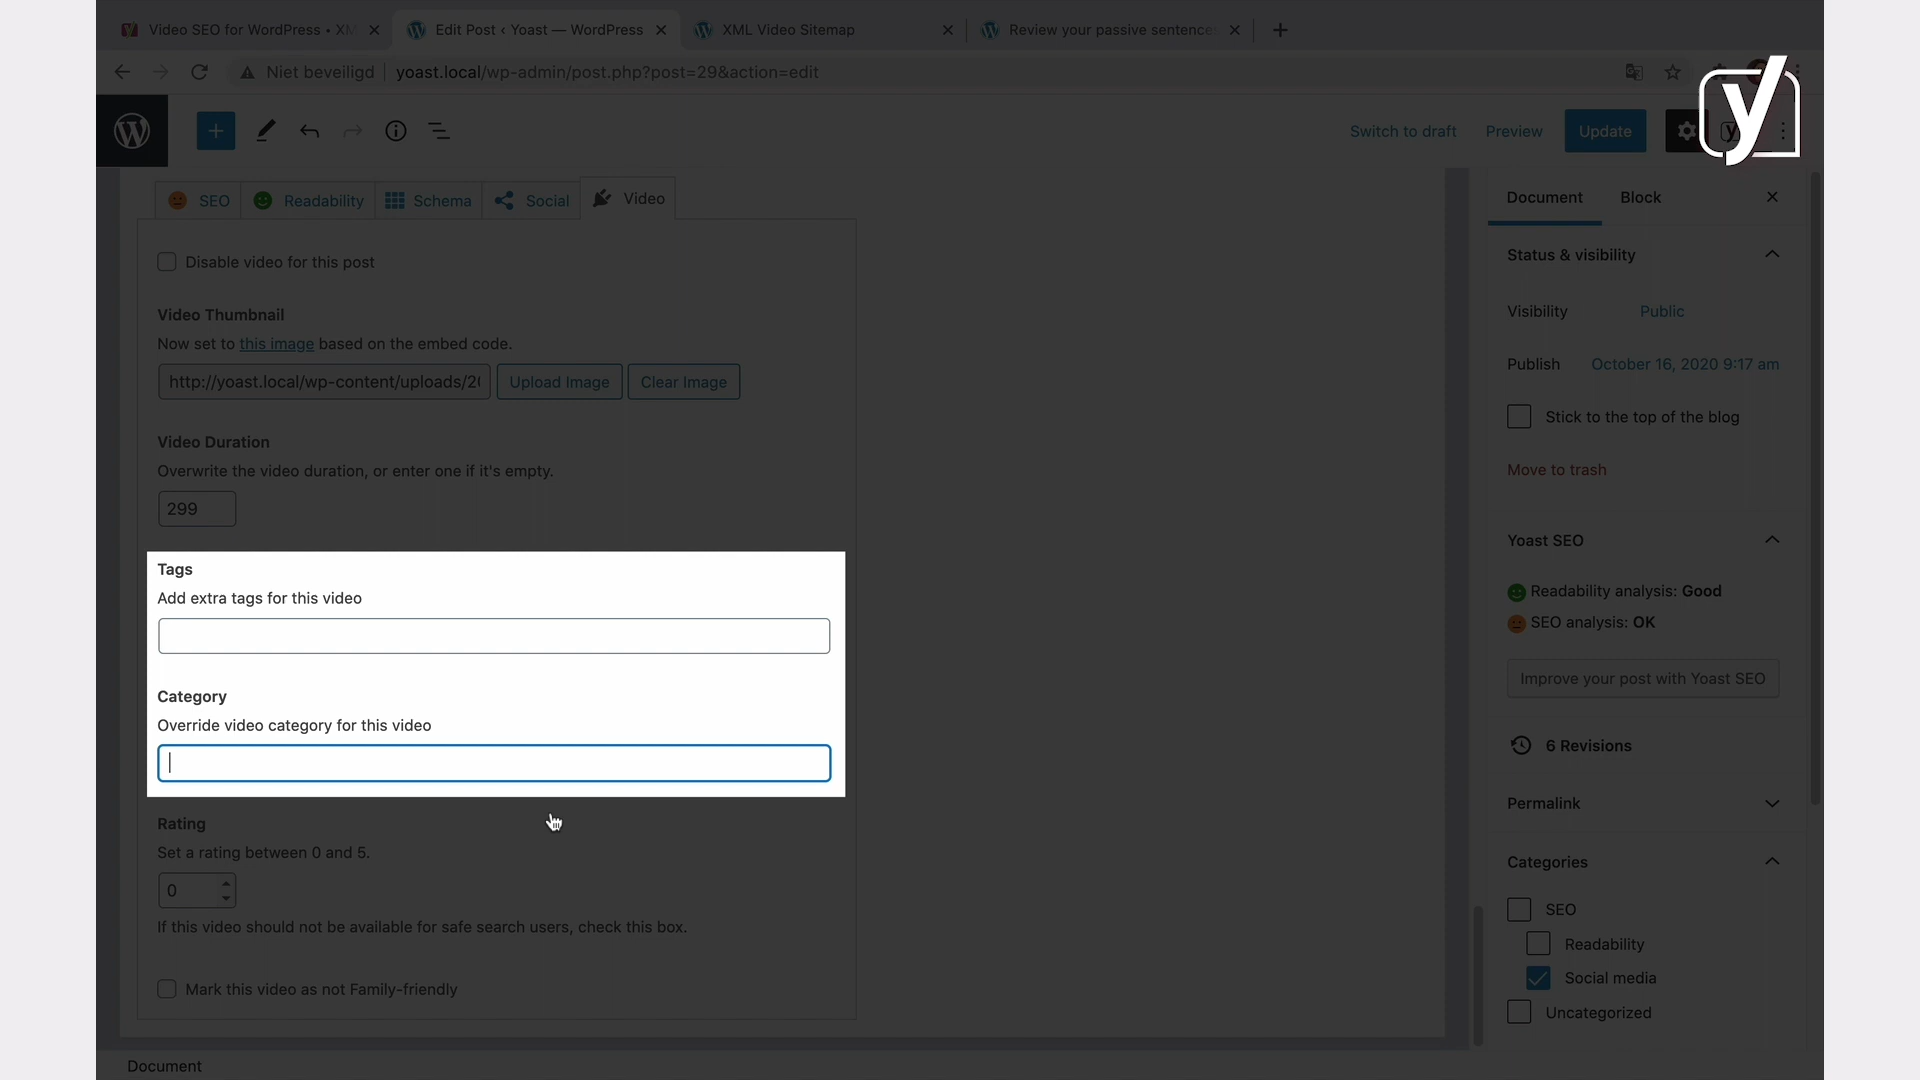 Video SEO for WordPress • XM
Edit Post ‹ Yoast — WordPress
XML Video Sitemap
Review your passive sentence
Niet beveiligd
yoast.local/wp-admin/post.php?post=29&action=edit
Switch to draft
Preview
Update
SEO
Readability
Schema
Social
Video
Disable video for this post
Video Thumbnail
Now set to this image based on the embed code.
http://yoast.local/wp-content/uploads/20
Upload Image
Clear Image
Video Duration
Overwrite the video duration, or enter one if it's empty.
299
Tags
Add extra tags for this video
Category
Override video category for this video
Rating
Set a rating between 0 and 5.
0
If this video should not be available for safe search users, check this box.
Mark this video as not Family-friendly
Document
Document
Block
Status & visibility
Visibility
Public
Publish
October 16, 2020 9:17 am
Stick to the top of the blog
Move to trash
Yoast SEO
Readability analysis: Good
SEO analysis: OK
Improve your post with Yoast SEO
6 Revisions
Permalink
Categories
SEO
Readability
Social media
Uncategorized
y